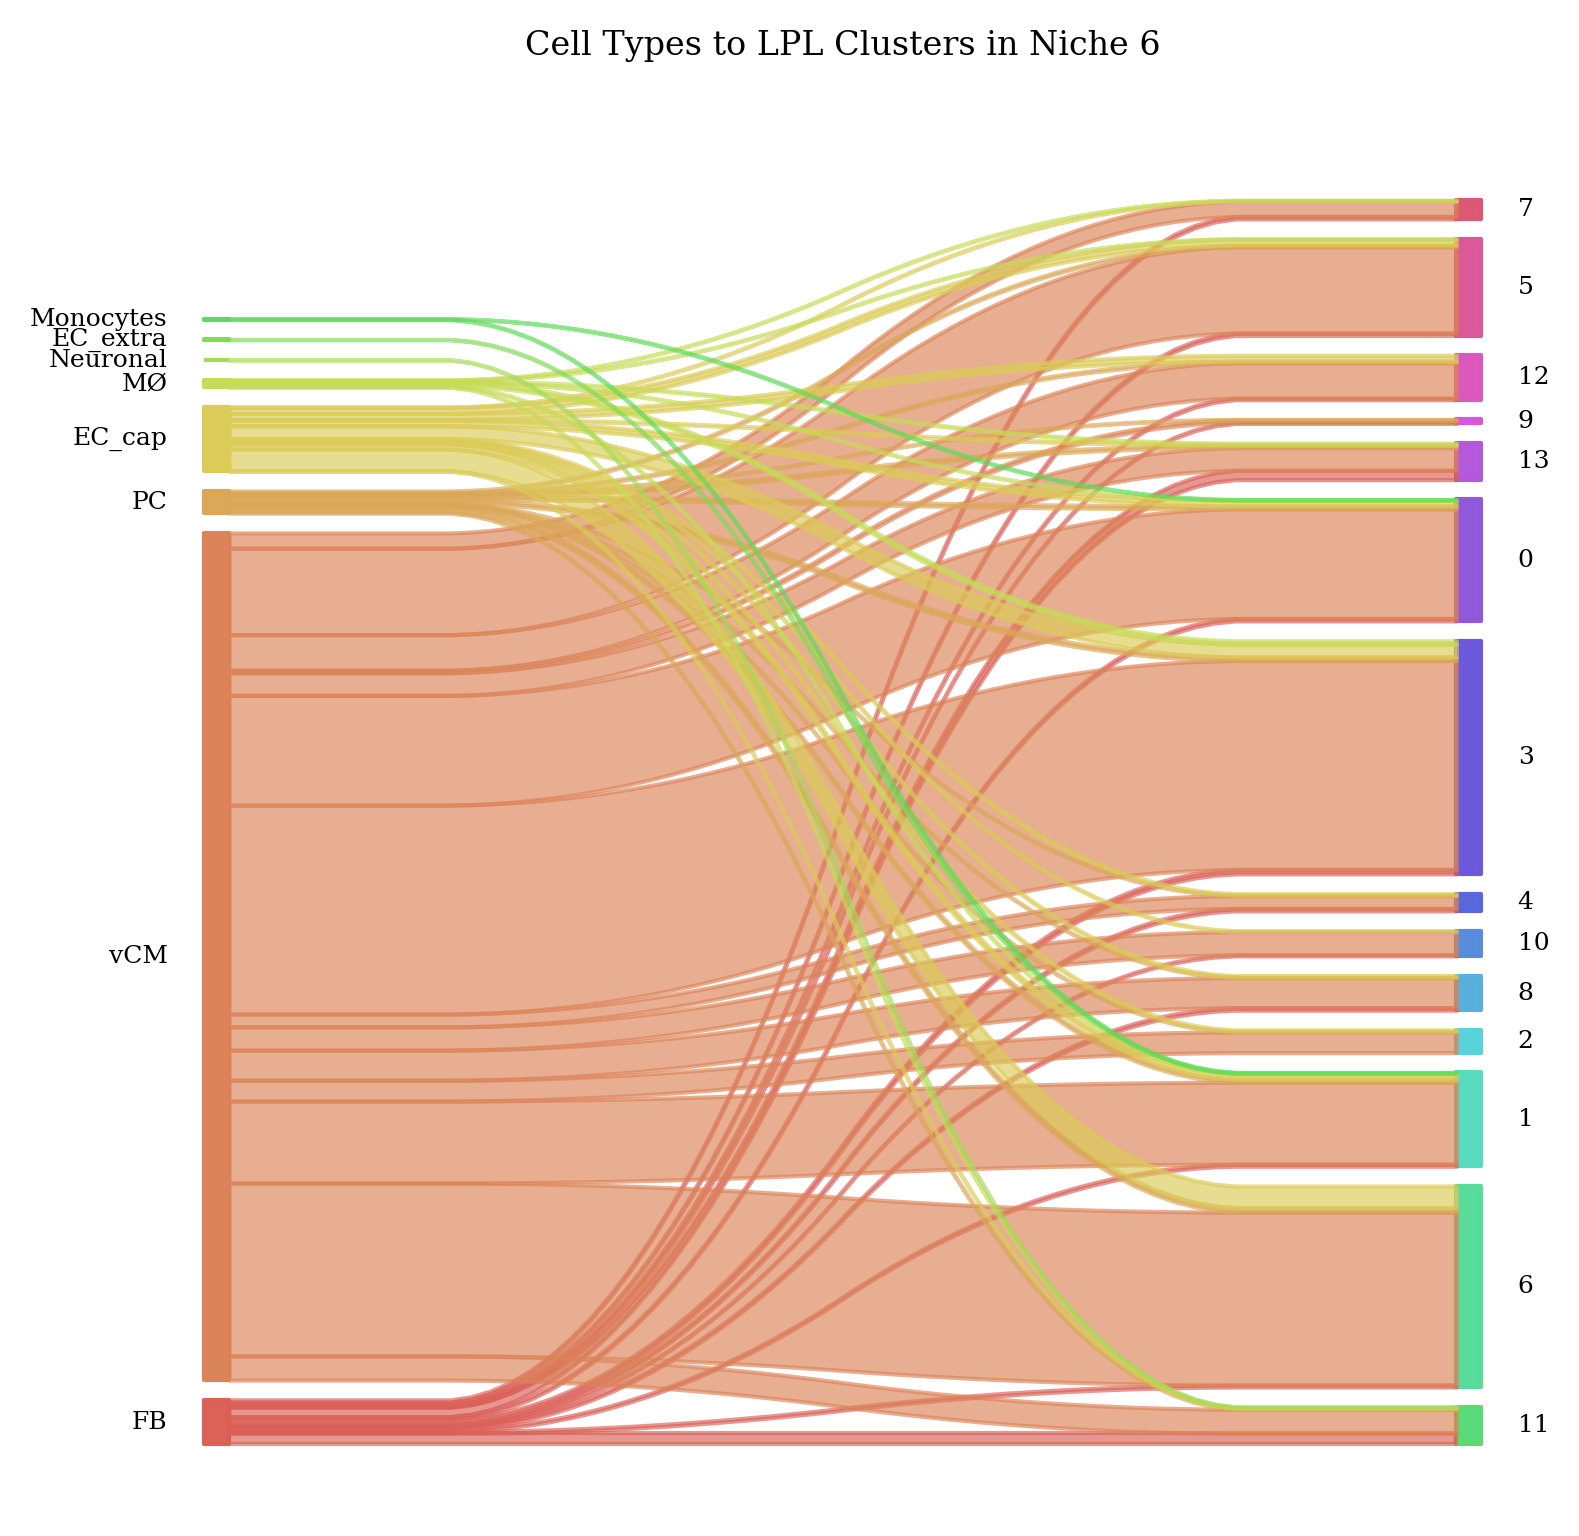 Cell Types to LPL Clusters in Niche 6
Monocytes
EC_extra
Neuronal
MØ
EC_cap
PC
vCM
FB
7
5
12
9
13
0
3
4
10
8
2
1
6
11